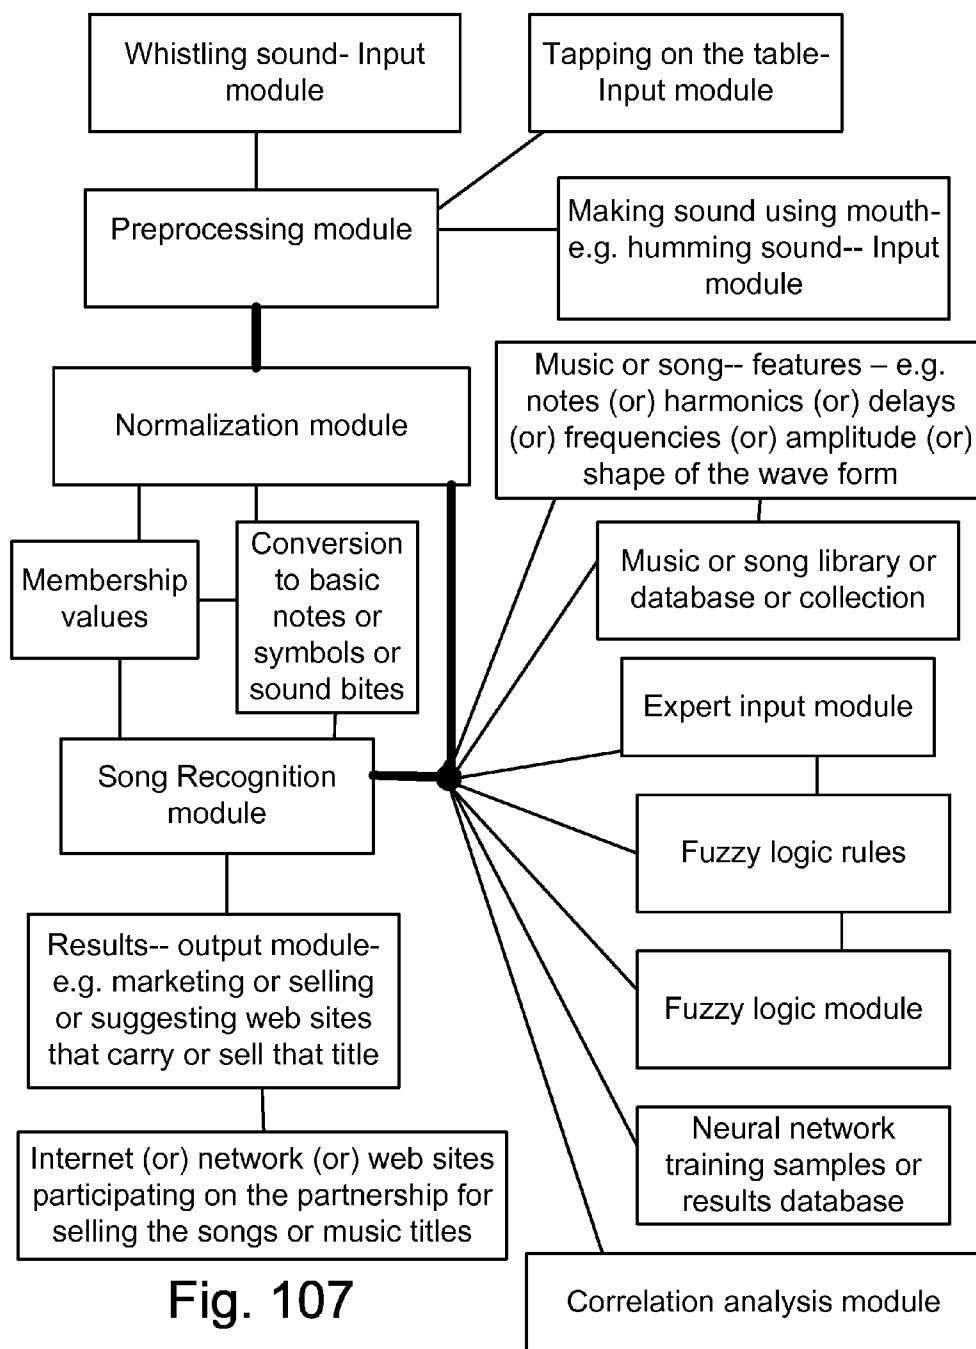 Whistling sound- Input
module
Tapping on the table-
Input module
Preprocessing module
Making sound using mouth-
e.g. humming sound-- Input
module
Normalization module
Music or song-- features – e.g.
notes (or) harmonics (or) delays
(or) frequencies (or) amplitude (or)
shape of the wave form
Membership
values
Conversion
to basic
notes or
symbols or
sound bites
Music or song library or
database or collection
Expert input module
Song Recognition
module
Fuzzy logic rules
Results-- output module-
e.g. marketing or selling
or suggesting web sites
that carry or sell that title
Fuzzy logic module
Neural network
training samples or
results database
Internet (or) network (or) web sites
participating on the partnership for
selling the songs or music titles
Correlation analysis module
Fig. 107